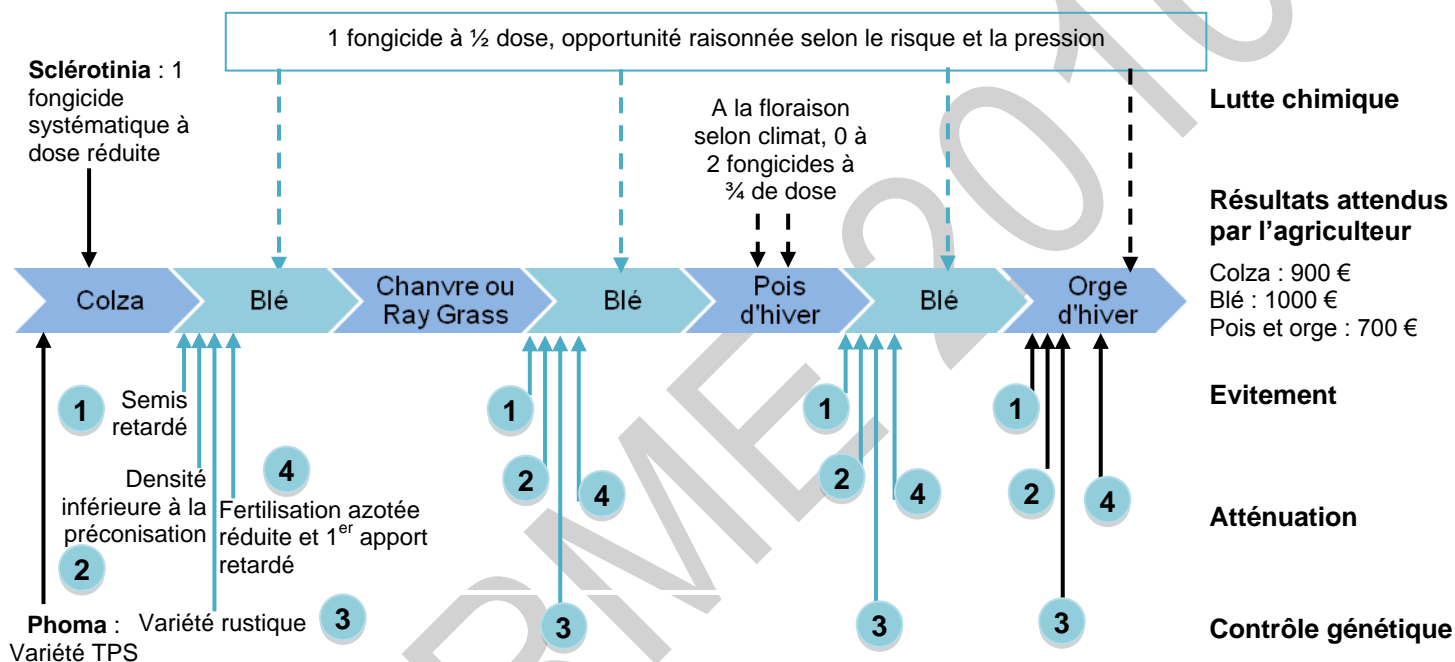 1 fongicide à ½ dose, opportunité raisonnée selon le risque et la pression
Sclérotinia : 1
fongicide
systématique à
dose réduite
A la floraison
selon climat, 0 à
2 fongicides à
¾ de dose
Lutte chimique
Résultats attendus
par l'agriculteur
Colza : 900 €
Blé : 1000 €
Pois et orge : 700 €
Colza
Blé
Chanvre ou
Ray Grass
Blé
Pois
d'hiver
Blé
Orge
d'hiver
1
Semis
retardé
1
1
1
Evitement
Densité
inférieure à la
préconisation
2
4
Fertilisation azotée
réduite et 1er apport
retardé
2
4
2
4
2
4
Atténuation
Phoma :
Variété TPS
Variété rustique
3
3
3
3
Contrôle génétique